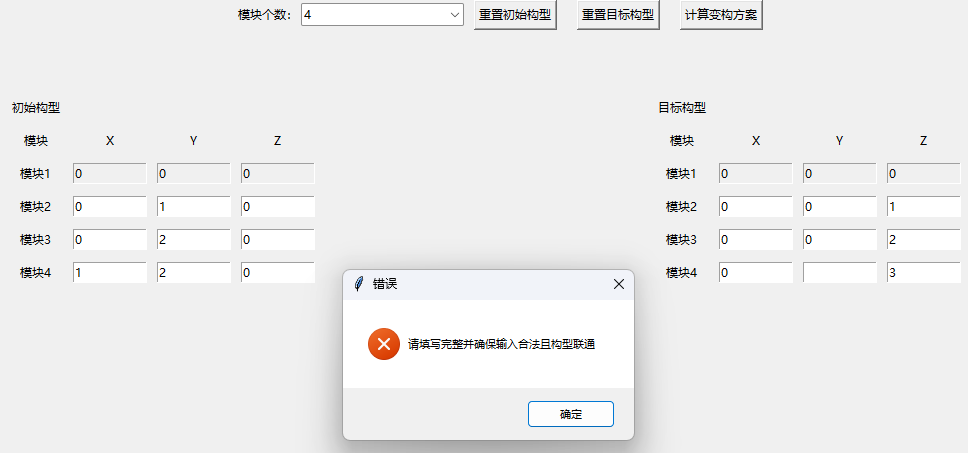 模块个数： 4 重置初始构型 重置目标构型 计算变构方案
初始构型 目标构型
模块 X Y Z 模块 X Y Z
模块1 0 0 0 模块1 0 0 0
模块2 0 1 0 模块2 0 0 1
模块3 0 2 0 模块3 0 0 2
模块4 1 2 0 模块4 0 3
错误
请填写完整并确保输入合法且构型联通
确定